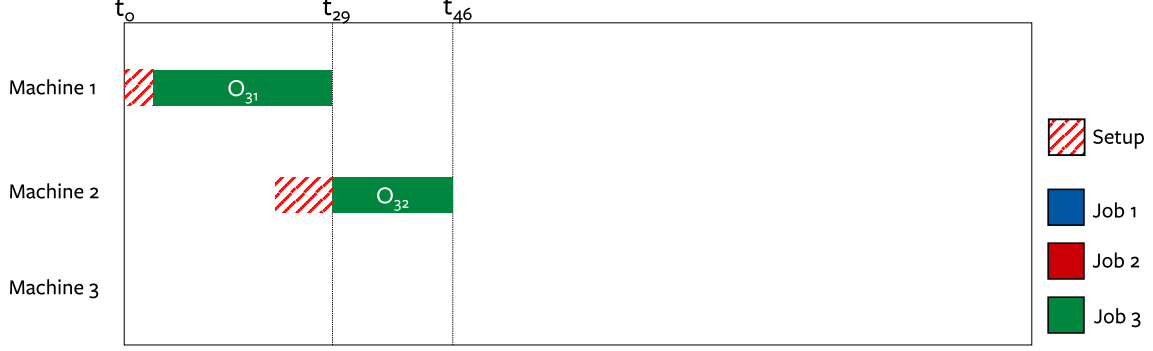 t₀ t₂₉ t₄₆
Machine 1
O₃₁
Machine 2
O₃₂
Machine 3
Setup
Job 1
Job 2
Job 3